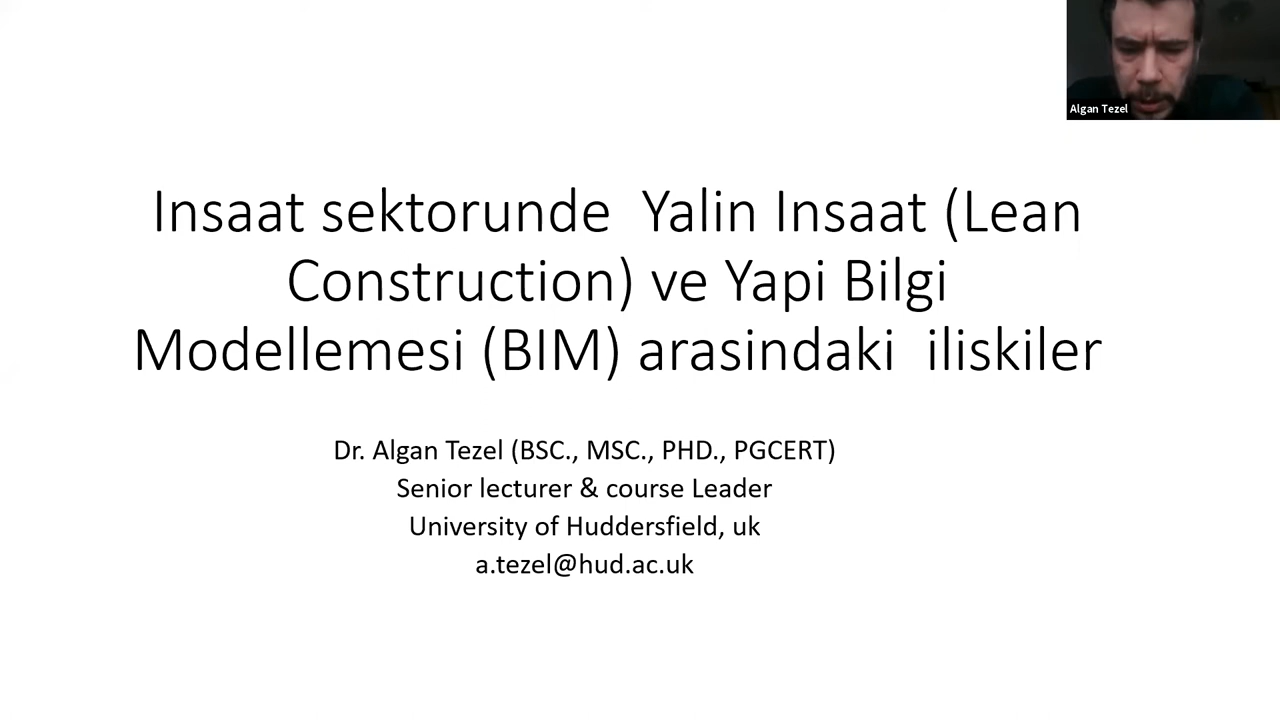 Algan Tezel
Insaat sektorunde  Yalin Insaat (Lean
Construction) ve Yapi Bilgi
Modellemesi (BIM) arasindaki  iliskiler
Dr. Algan Tezel (BSC., MSC., PHD., PGCERT)
Senior lecturer & course Leader
University of Huddersfield, uk
a.tezel@hud.ac.uk